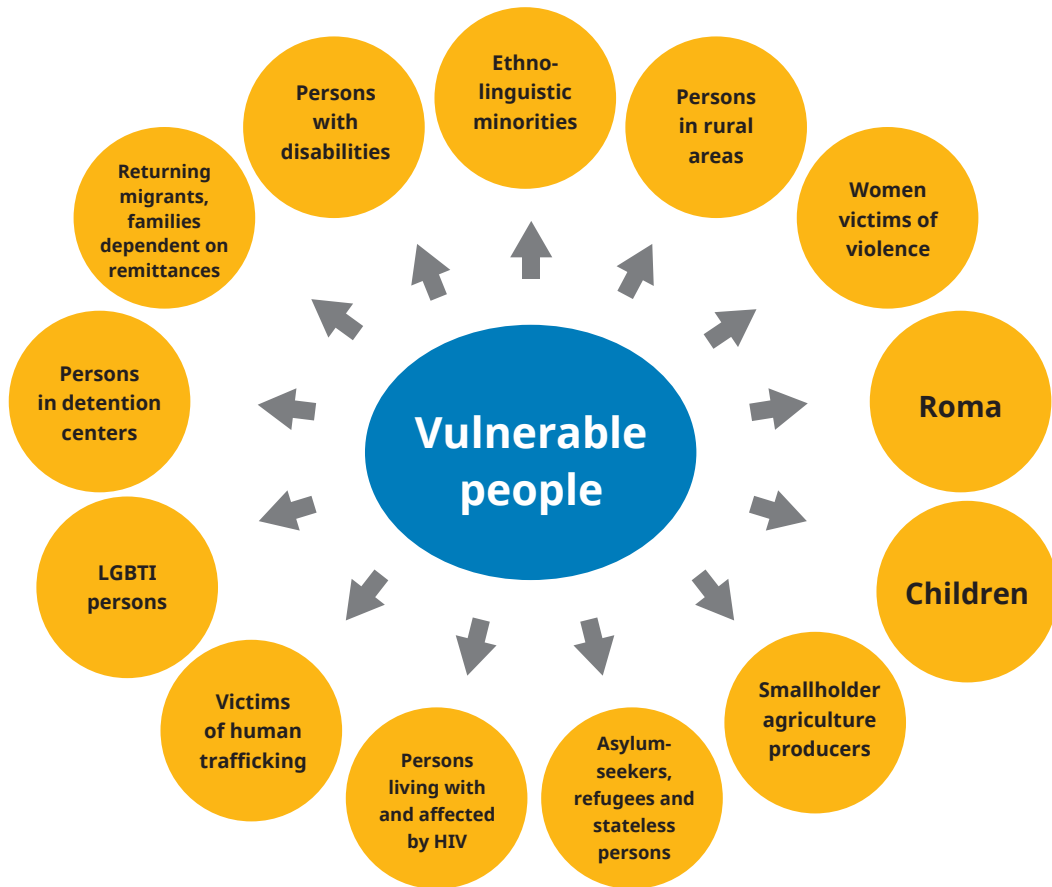 Ethno-
linguistic
minorities
Persons
in rural
areas
Women
victims of
violence
Roma
Children
Smallholder
agriculture
producers
Asylum-
seekers,
refugees and
stateless
persons
Persons
living with
and affected
by HIV
Victims
of human
trafficking
LGBTI
persons
Persons
in detention
centers
Returning
migrants,
families
dependent on
remittances
Persons
with
disabilities
Vulnerable
people